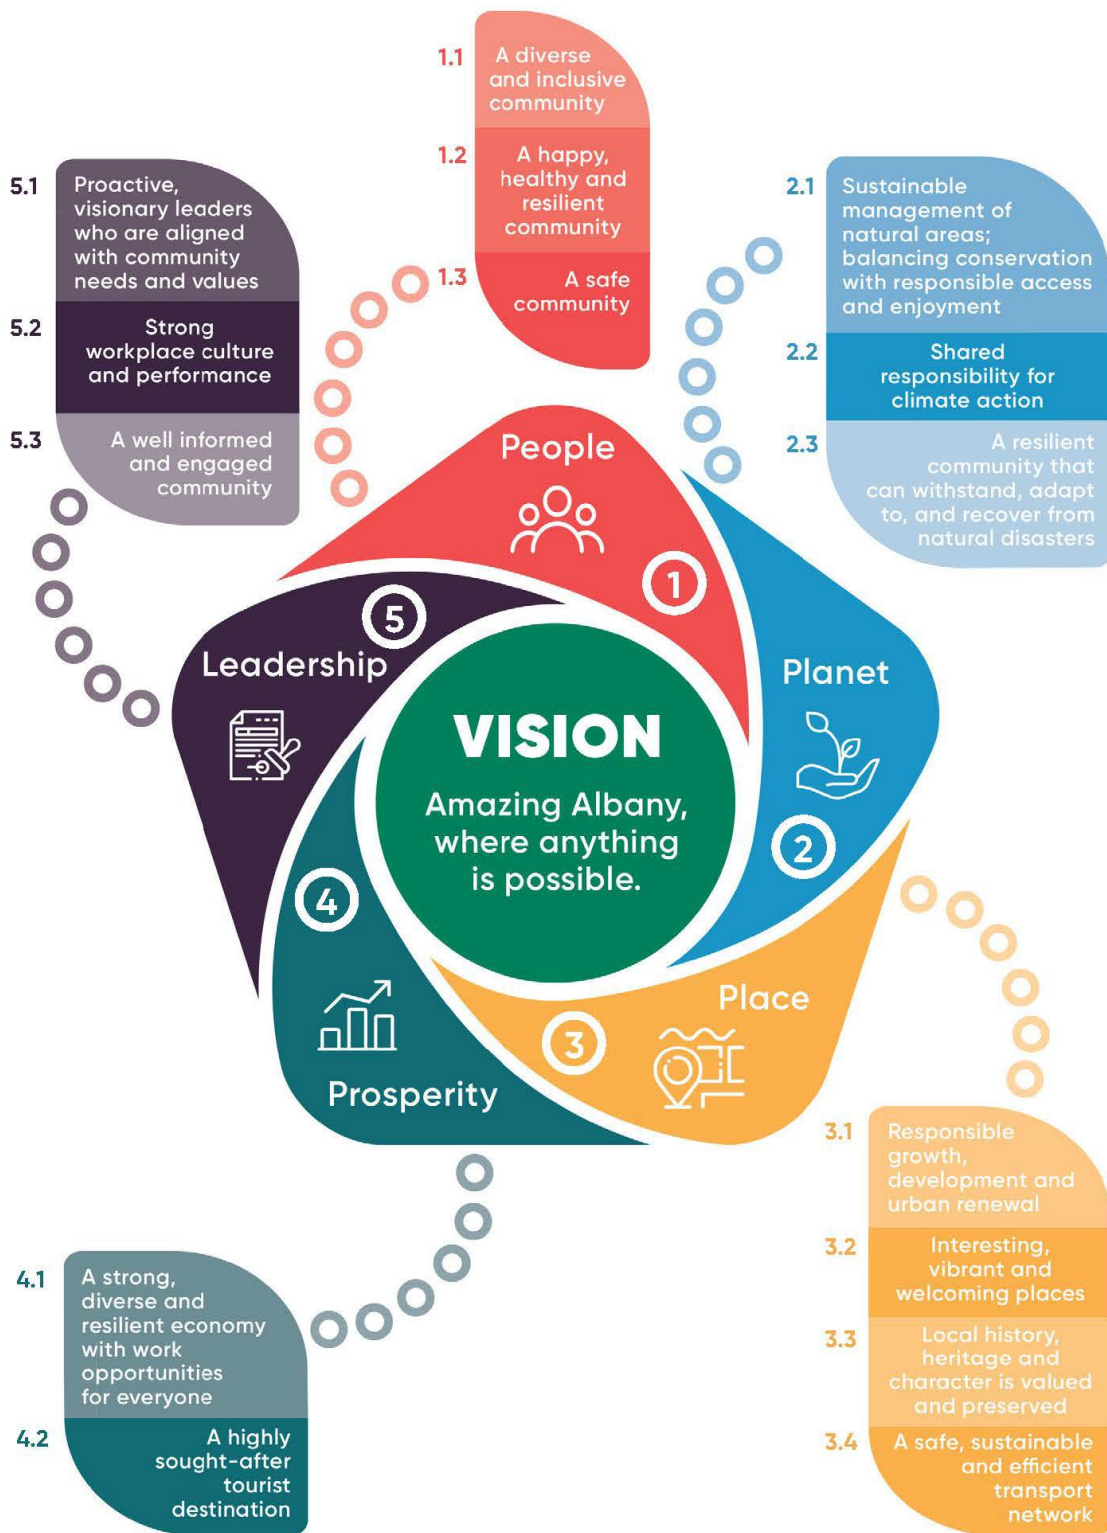 1.1
A diverse
and inclusive
community
1.2
A happy,
healthy and
resilient
community
1.3
A safe
community
5.1
Proactive,
visionary leaders
who are aligned
with community
needs and values
5.2
Strong
workplace culture
and performance
5.3
A well informed
and engaged
community
2.1
Sustainable
management of
natural areas;
balancing conservation
with responsible access
and enjoyment
2.2
Shared
responsibility for
climate action
2.3
A resilient
community that
can withstand, adapt
to, and recover from
natural disasters
People
1
5
Leadership
Planet
2
VISION
Amazing Albany,
where anything
is possible.
4
Prosperity
Place
3
3.1
Responsible
growth,
development and
urban renewal
3.2
Interesting,
vibrant and
welcoming places
3.3
Local history,
heritage and
character is valued
and preserved
3.4
A safe, sustainable
and efficient
transport
network
4.1
A strong,
diverse and
resilient economy
with work
opportunities
for everyone
4.2
A highly
sought-after
tourist
destination